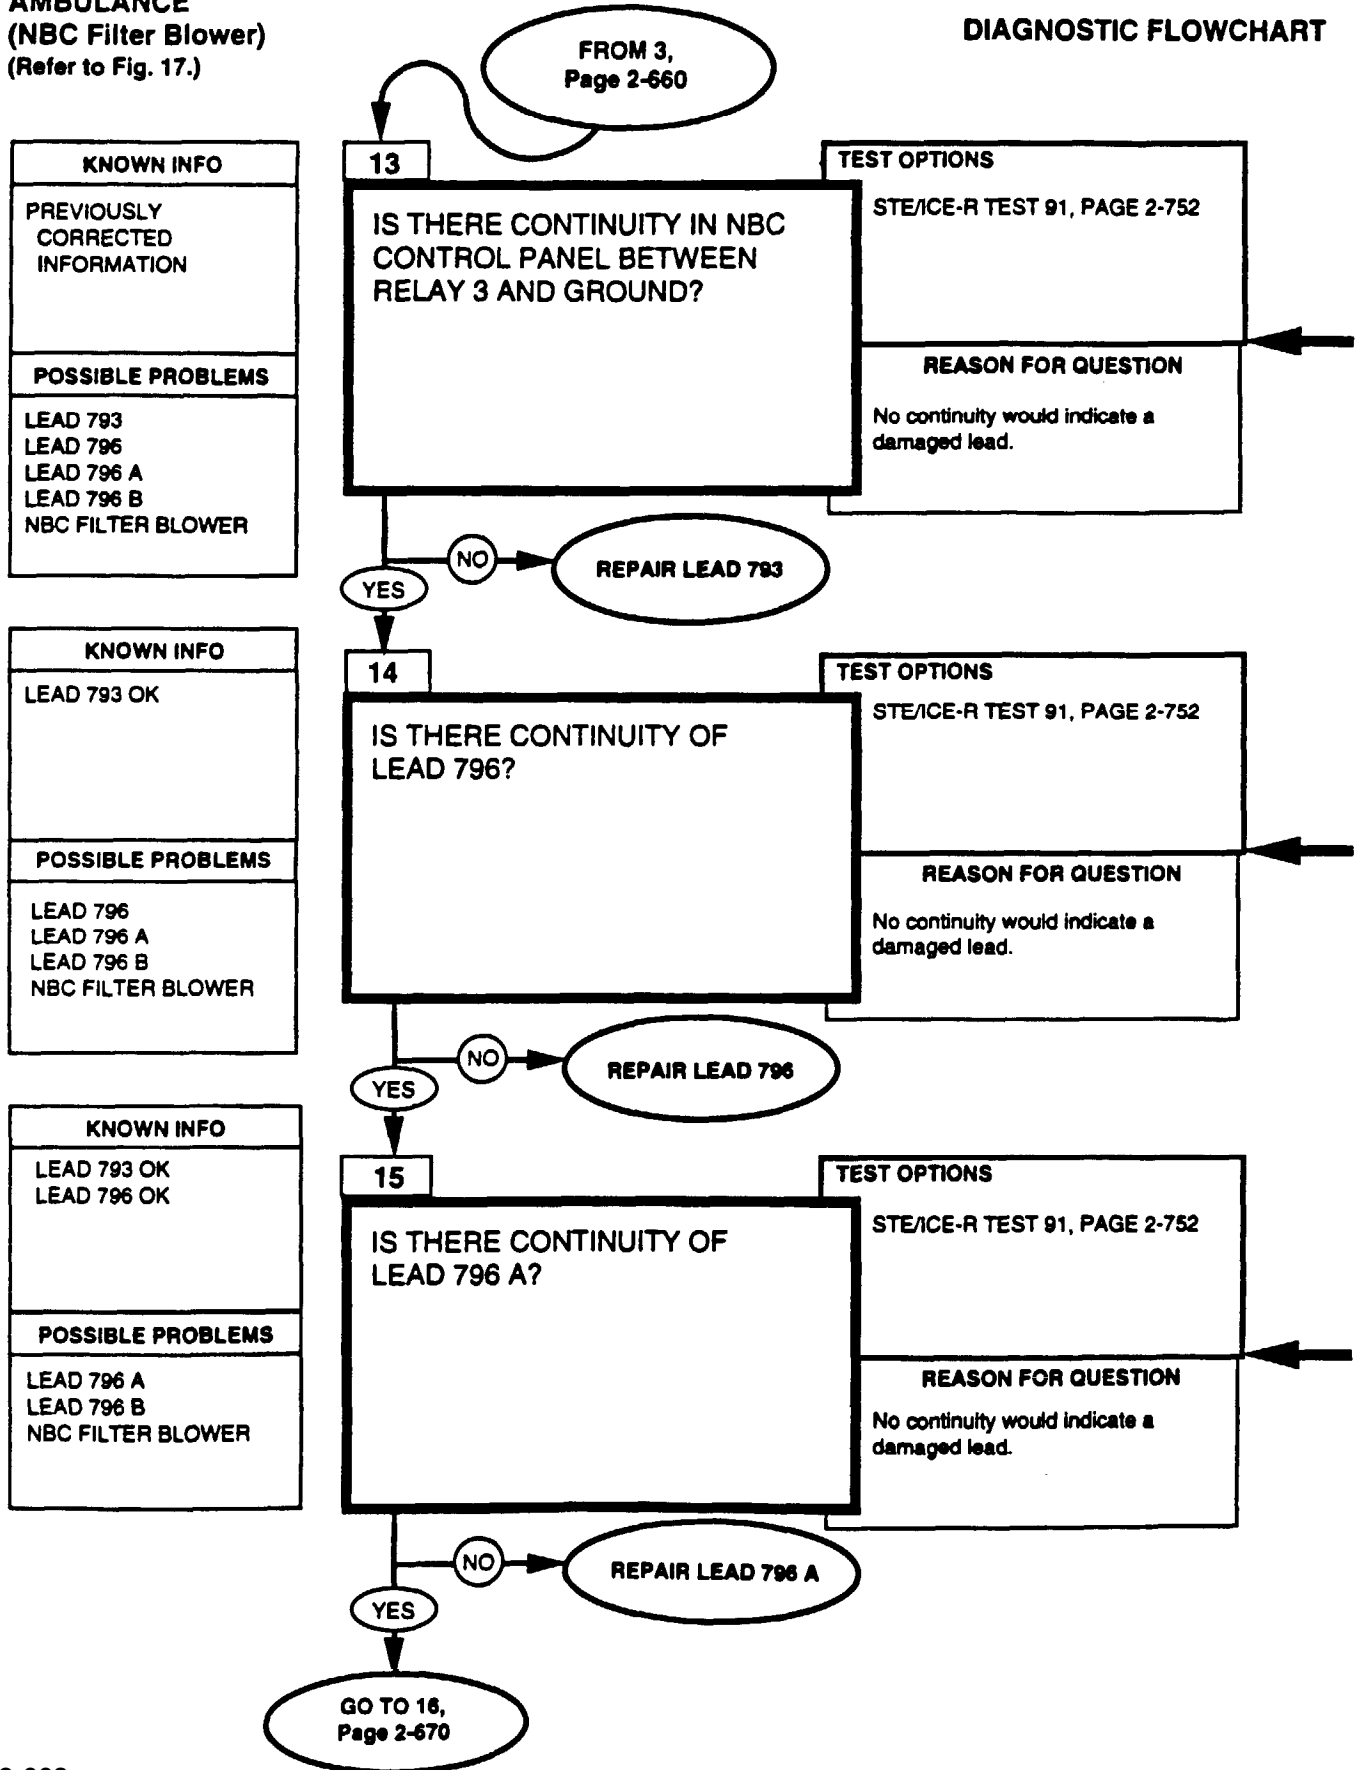 AMBULANCE
(NBC Filter Blower)
(Refer to Fig. 17.)
DIAGNOSTIC FLOWCHART
FROM 3,
Page 2-660
KNOWN INFO
PREVIOUSLY
CORRECTED
INFORMATION
POSSIBLE PROBLEMS
LEAD 793
LEAD 796
LEAD 796 A
LEAD 796 B
NBC FILTER BLOWER
13
IS THERE CONTINUITY IN NBC
CONTROL PANEL BETWEEN
RELAY 3 AND GROUND?
TEST OPTIONS
STE/ICE-R TEST 91, PAGE 2-752
REASON FOR QUESTION
No continuity would indicate a
damaged lead.
NO
REPAIR LEAD 793
YES
KNOWN INFO
LEAD 793 OK
POSSIBLE PROBLEMS
LEAD 796
LEAD 796 A
LEAD 796 B
NBC FILTER BLOWER
14
IS THERE CONTINUITY OF
LEAD 796?
TEST OPTIONS
STE/ICE-R TEST 91, PAGE 2-752
REASON FOR QUESTION
No continuity would indicate a
damaged lead.
NO
REPAIR LEAD 796
YES
KNOWN INFO
LEAD 793 OK
LEAD 796 OK
POSSIBLE PROBLEMS
LEAD 796 A
LEAD 796 B
NBC FILTER BLOWER
15
IS THERE CONTINUITY OF
LEAD 796 A?
TEST OPTIONS
STE/ICE-R TEST 91, PAGE 2-752
REASON FOR QUESTION
No continuity would indicate a
damaged lead.
NO
REPAIR LEAD 796 A
YES
GO TO 16,
Page 2-670